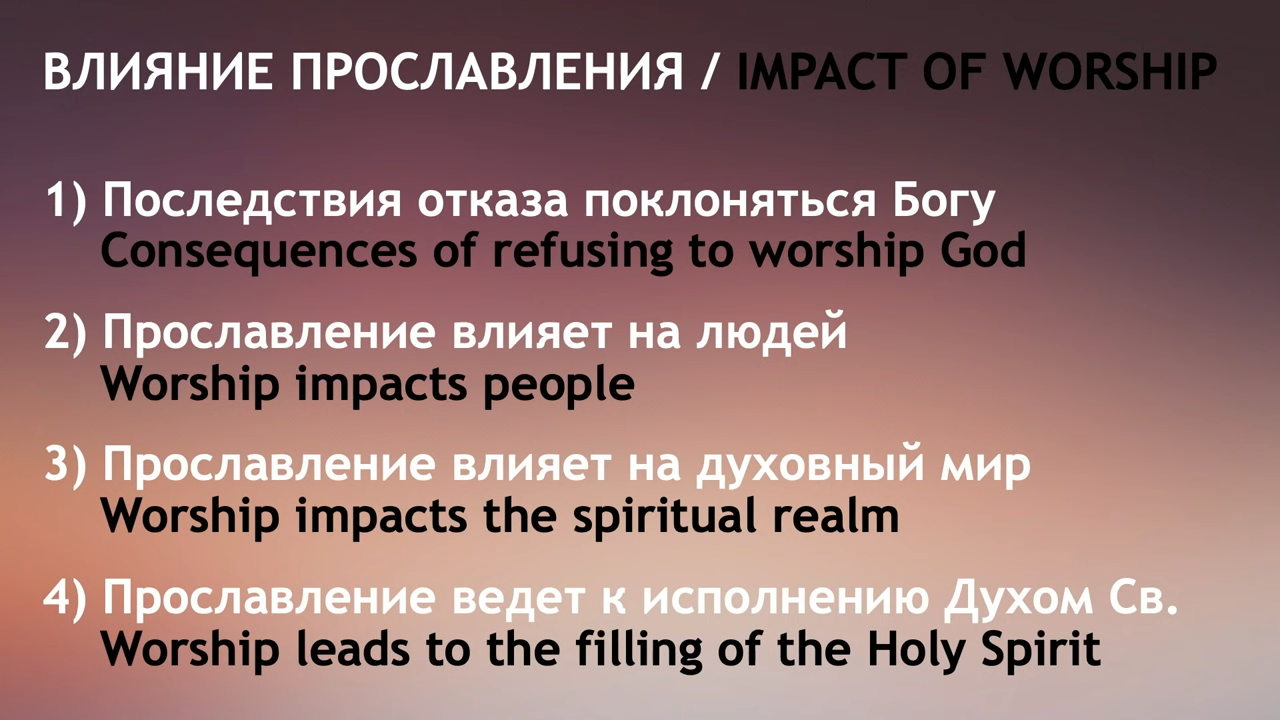 ВЛИЯНИЕ ПРОСЛАВЛЕНИЯ / IMPACT OF WORSHIP
1) Последствия отказа поклоняться Богу
Consequences of refusing to worship God
2) Прославление влияет на людей
Worship impacts people
3) Прославление влияет на духовный мир
Worship impacts the spiritual realm
4) Прославление ведет к исполнению Духом Св.
Worship leads to the filling of the Holy Spirit